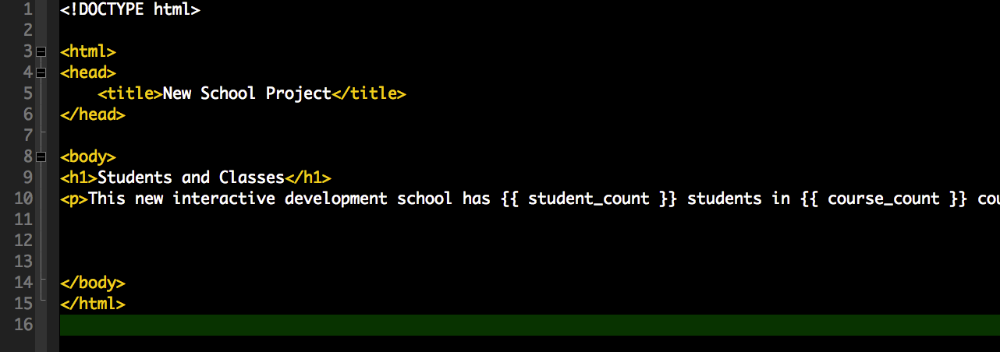 1 <!DOCTYPE html>
2
3 <html>
4 <head>
5 <title>New School Project</title>
6 </head>
7
8 <body>
9 <h1>Students and Classes</h1>
10 <p>This new interactive development school has {{ student_count }} students in {{ course_count }} cou
11
12
13
14 </body>
15 </html>
16